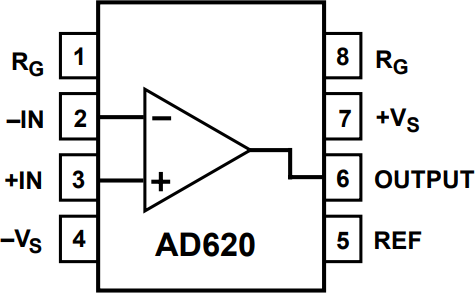 RG 1 8 RG
–IN 2 – 7 +VS
+IN 3 + 6 OUTPUT
–VS 4 5 REF
AD620